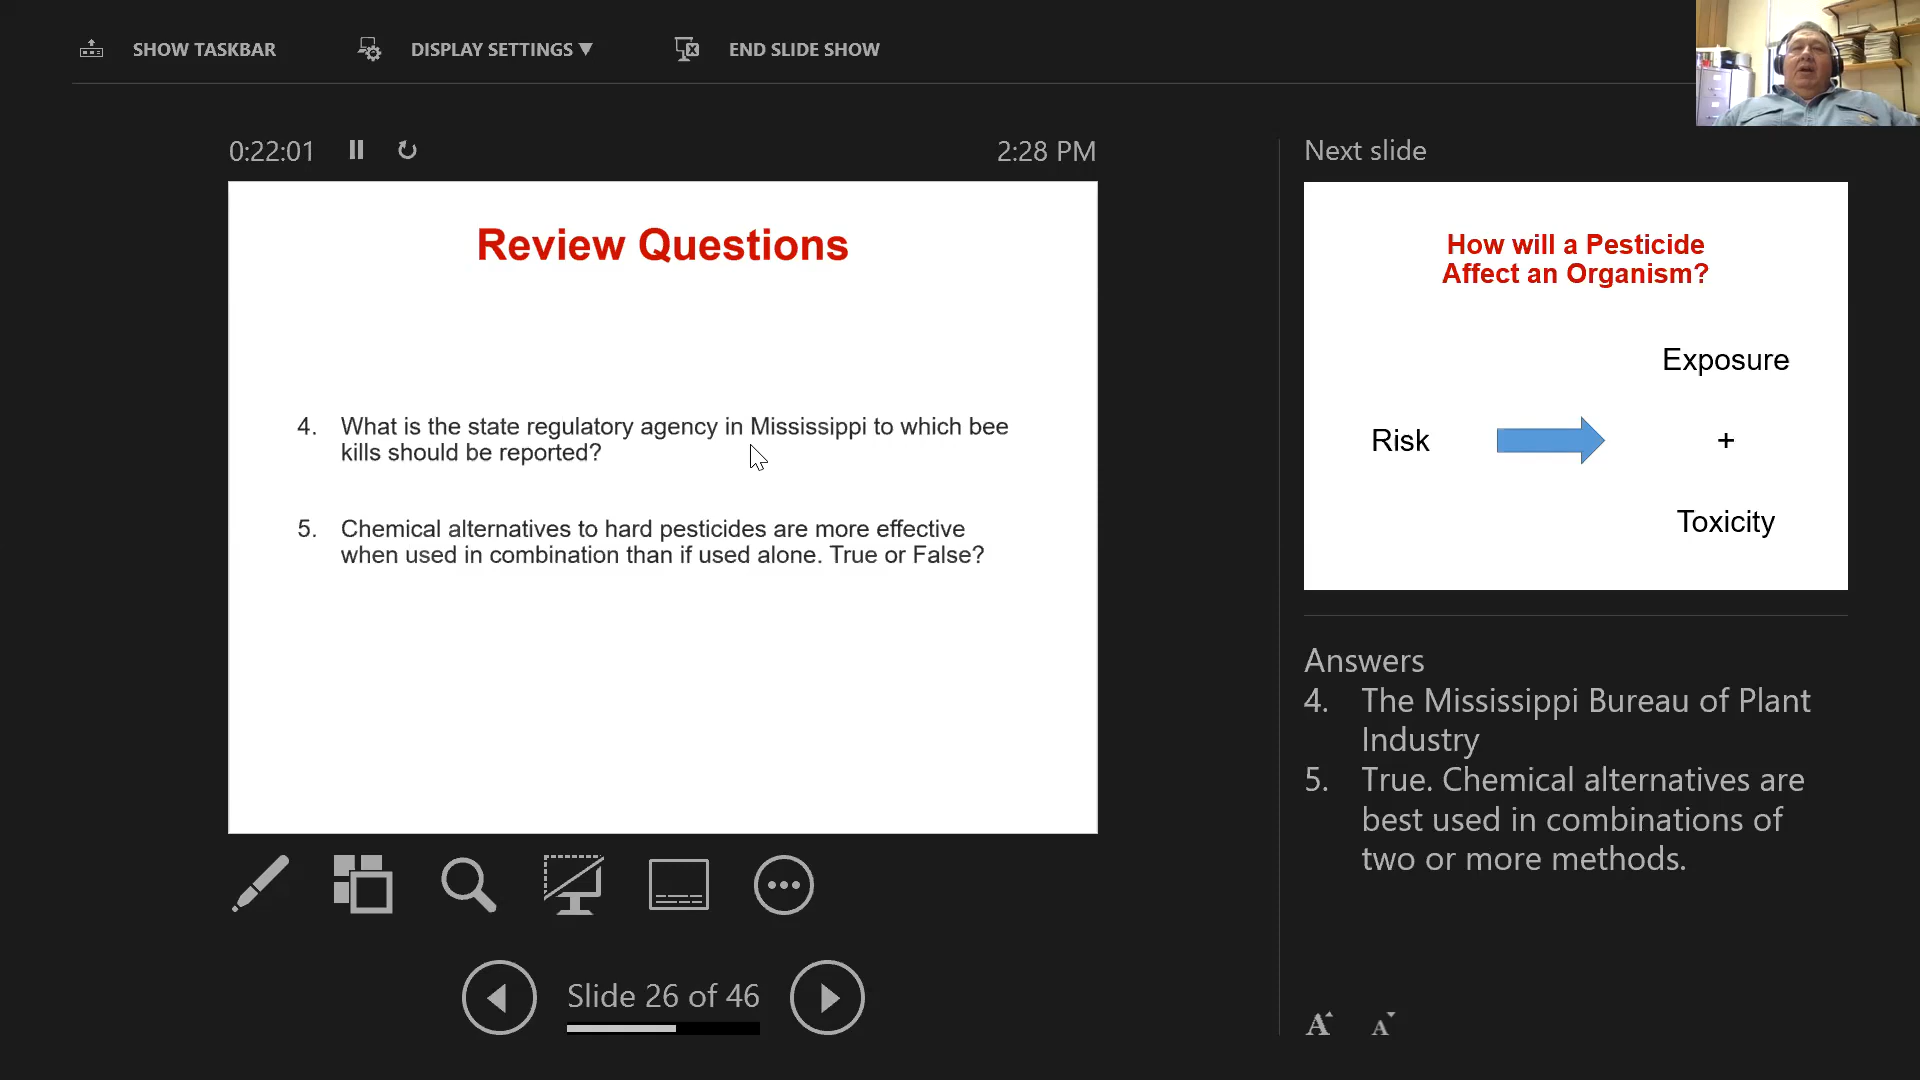 SHOW TASKBAR
DISPLAY SETTINGS ▼
END SLIDE SHOW
0:22:01
2:28 PM
Review Questions
4. What is the state regulatory agency in Mississippi to which bee
kills should be reported?
5. Chemical alternatives to hard pesticides are more effective
when used in combination than if used alone. True or False?
Slide 26 of 46
Next slide
How will a Pesticide
Affect an Organism?
Exposure
Risk
+
Toxicity
Answers
4. The Mississippi Bureau of Plant
Industry
5. True. Chemical alternatives are
best used in combinations of
two or more methods.
A A